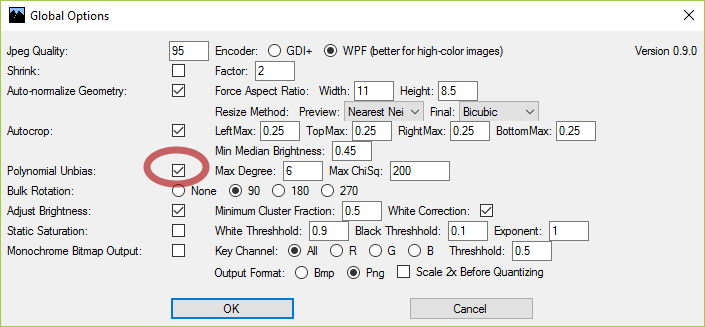 Global Options
Jpeg Quality: 95 Encoder: GDI+ WPF (better for high-color images) Version 0.9.0
Shrink: Factor: 2
Auto-normalize Geometry: Force Aspect Ratio: Width: 11 Height: 8.5
Resize Method: Preview: Nearest Nei Final: Bicubic
Autocrop: LeftMax: 0.25 TopMax: 0.25 RightMax: 0.25 BottomMax: 0.25
Min Median Brightness: 0.45
Polynomial Unbias: Max Degree: 6 Max ChiSq: 200
Bulk Rotation: None 90 180 270
Adjust Brightness: Minimum Cluster Fraction: 0.5 White Correction:
Static Saturation: White Threshhold: 0.9 Black Threshhold: 0.1 Exponent: 1
Monochrome Bitmap Output: Key Channel: All R G B Threshhold: 0.5
Output Format: Bmp Png Scale 2x Before Quantizing
OK Cancel